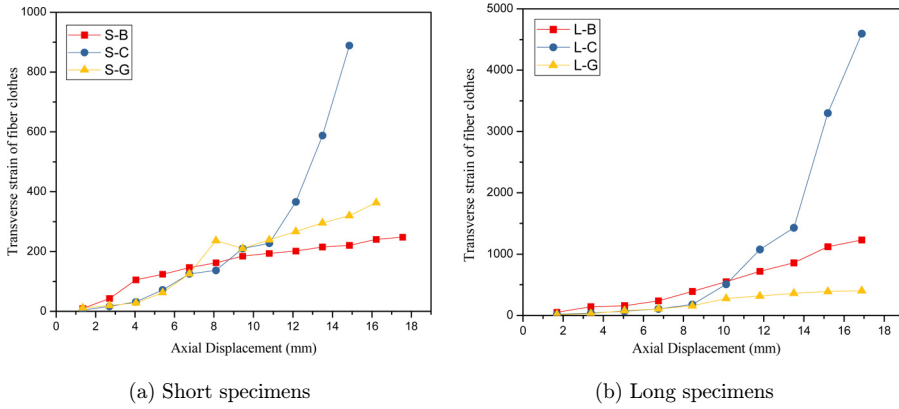 1000
800
600
400
200
0
Transverse strain of fiber clothes
S-B
S-C
S-G
0 2 4 6 8 10 12 14 16 18
Axial Displacement (mm)
(a) Short specimens
5000
4000
3000
2000
1000
0
Transverse strain of fiber clothes
L-B
L-C
L-G
0 2 4 6 8 10 12 14 16 18
Axial Displacement (mm)
(b) Long specimens